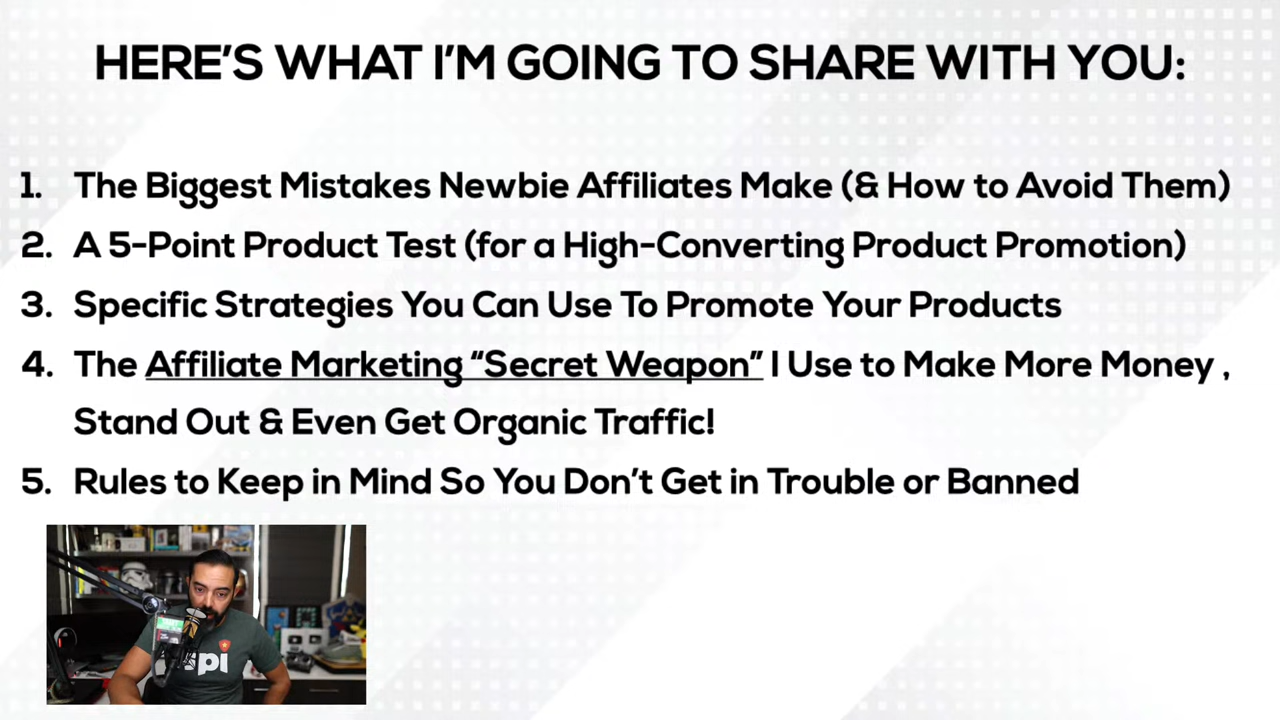 HERE’S WHAT I’M GOING TO SHARE WITH YOU:
1. The Biggest Mistakes Newbie Affiliates Make (& How to Avoid Them)
2. A 5-Point Product Test (for a High-Converting Product Promotion)
3. Specific Strategies You Can Use To Promote Your Products
4. The Affiliate Marketing “Secret Weapon” I Use to Make More Money ,
Stand Out & Even Get Organic Traffic!
5. Rules to Keep in Mind So You Don’t Get in Trouble or Banned
pi